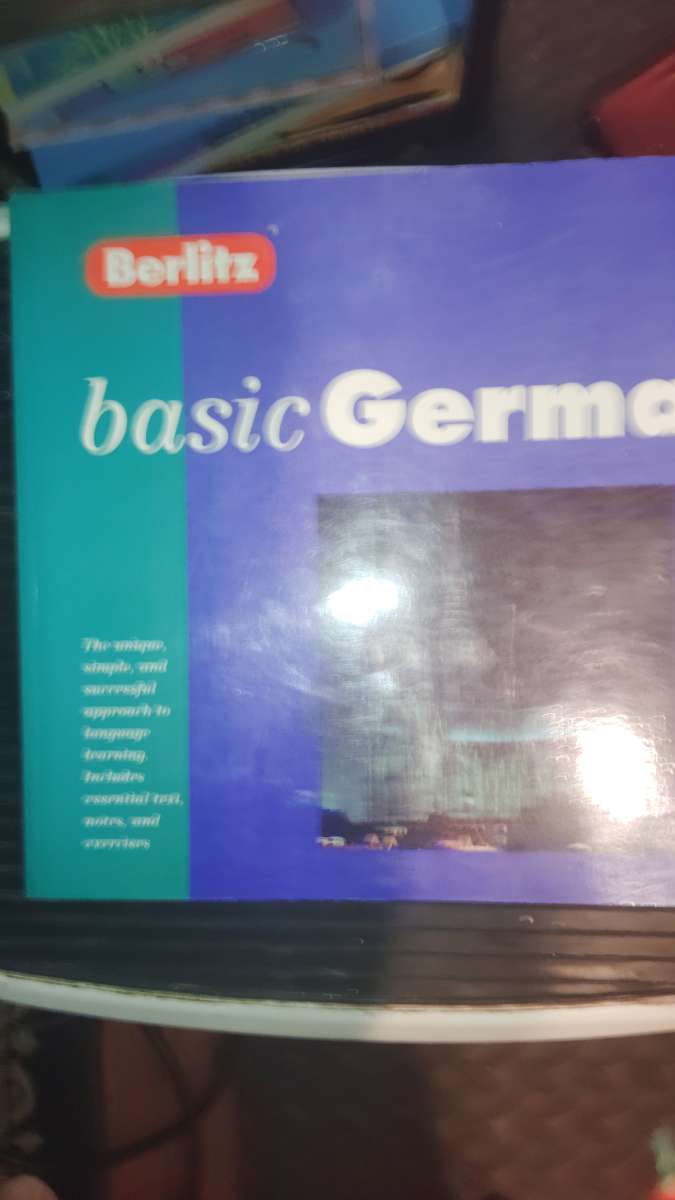 Berlitz
basic Germa
The unique,
simple, and
successful
approach to
language
learning.
Includes
essential text,
notes, and
exercises